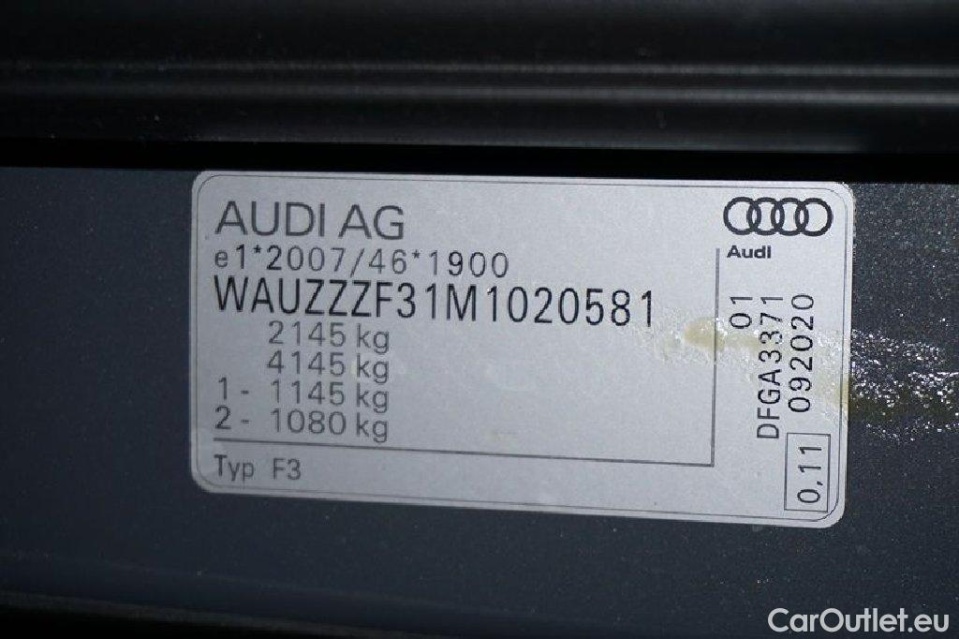 AUDI AG
e1*2007/46*1900
WAUZZZF31M1020581
2145 kg
4145 kg
1 - 1145 kg
2 - 1080 kg
Typ F3
Audi
01
DFGA3371
092020
0,11
CarOutlet.eu